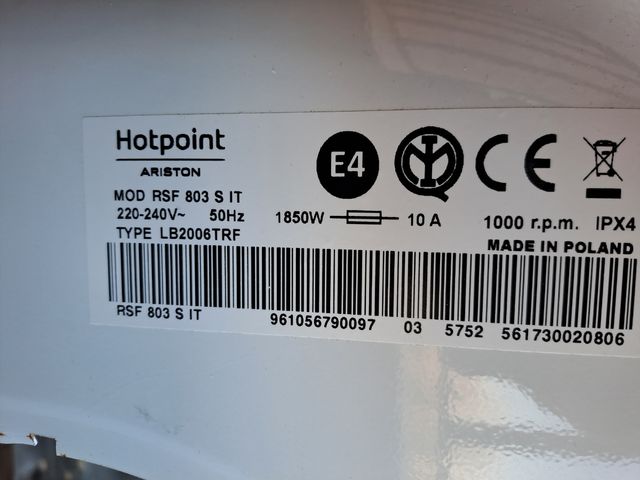 Hotpoint
ARISTON
E4
CE
MOD RSF 803 S IT
220-240V~ 50Hz
1850W 10 A
1000 r.p.m. IPX4
TYPE LB2006TRF
MADE IN POLAND
RSF 803 S IT
961056790097 03 5752 561730020806